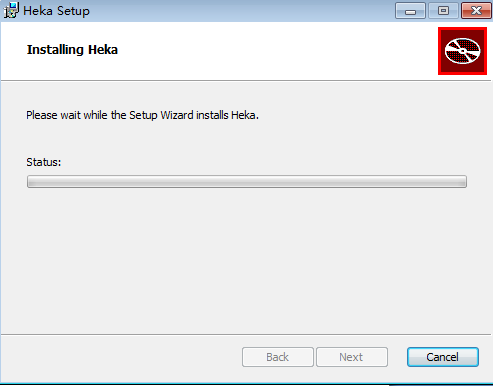 Heka Setup
Installing Heka
Please wait while the Setup Wizard installs Heka.
Status:
Back
Next
Cancel